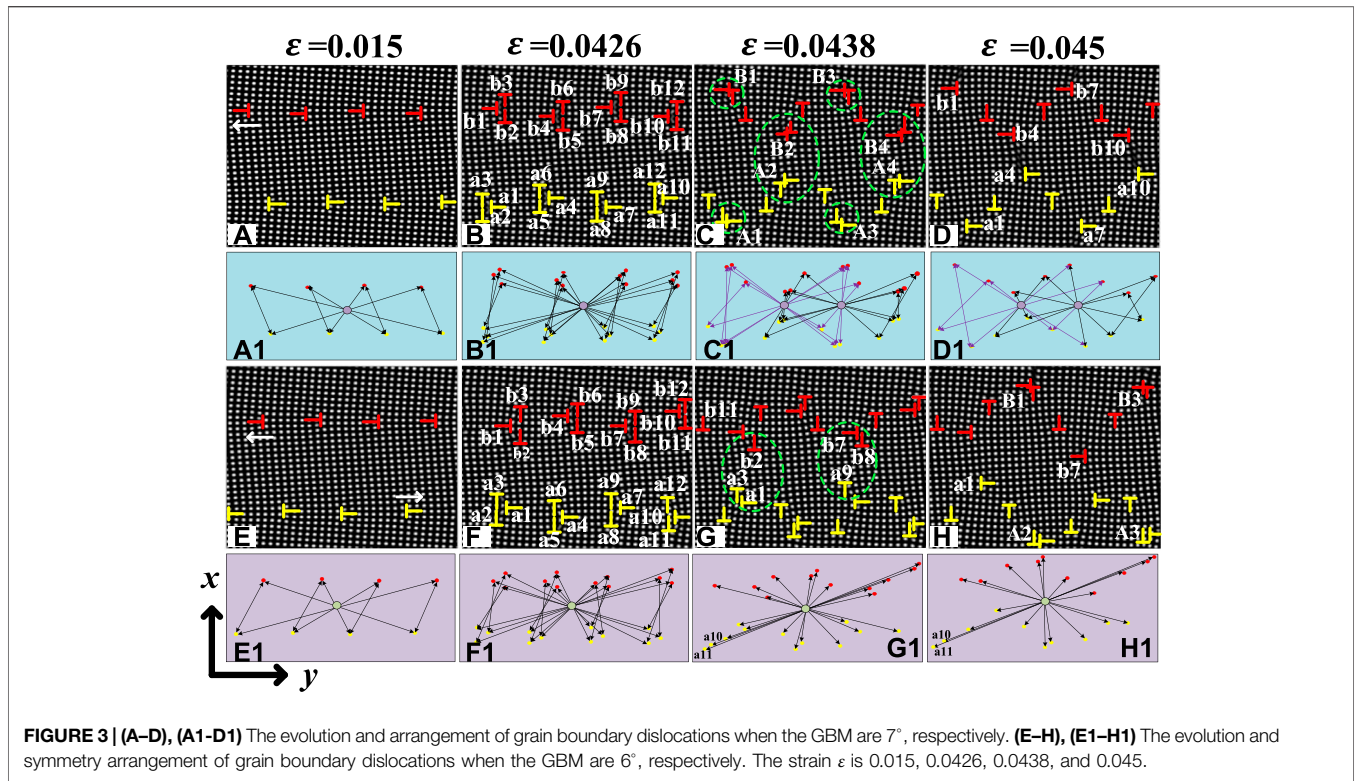 ε =0.015 ε =0.0426 ε =0.0438 ε =0.045
A
b3 b6 b9 b12
b1 b4 b7 b10
b2 b5 b8 b11
a3 a6 a9 a12
a1 a4 a7 a10
a2 a5 a8 a11
B
B1 B3
B2 B4
A2 A4
A1 A3
C
b1 b7
b4 b10
a4 a10
a1 a7
D
A1 B1 C1 D1
E
b3 b6 b9 b12
b1 b4 b7 b10
b2 b5 b8 b11
a3 a6 a9 a12
a2 a1 a4 a7 a10
a5 a8 a11
F
b11
b2 b7 b8
a3 a9
a1
G
B1 B3
b7
a1
A2 A3
H
E1 F1
a10
a11
G1
a10
a11
H1
x
y
FIGURE 3 | (A–D), (A1-D1) The evolution and arrangement of grain boundary dislocations when the GBM are 7°, respectively. (E–H), (E1–H1) The evolution and
symmetry arrangement of grain boundary dislocations when the GBM are 6°, respectively. The strain ε is 0.015, 0.0426, 0.0438, and 0.045.